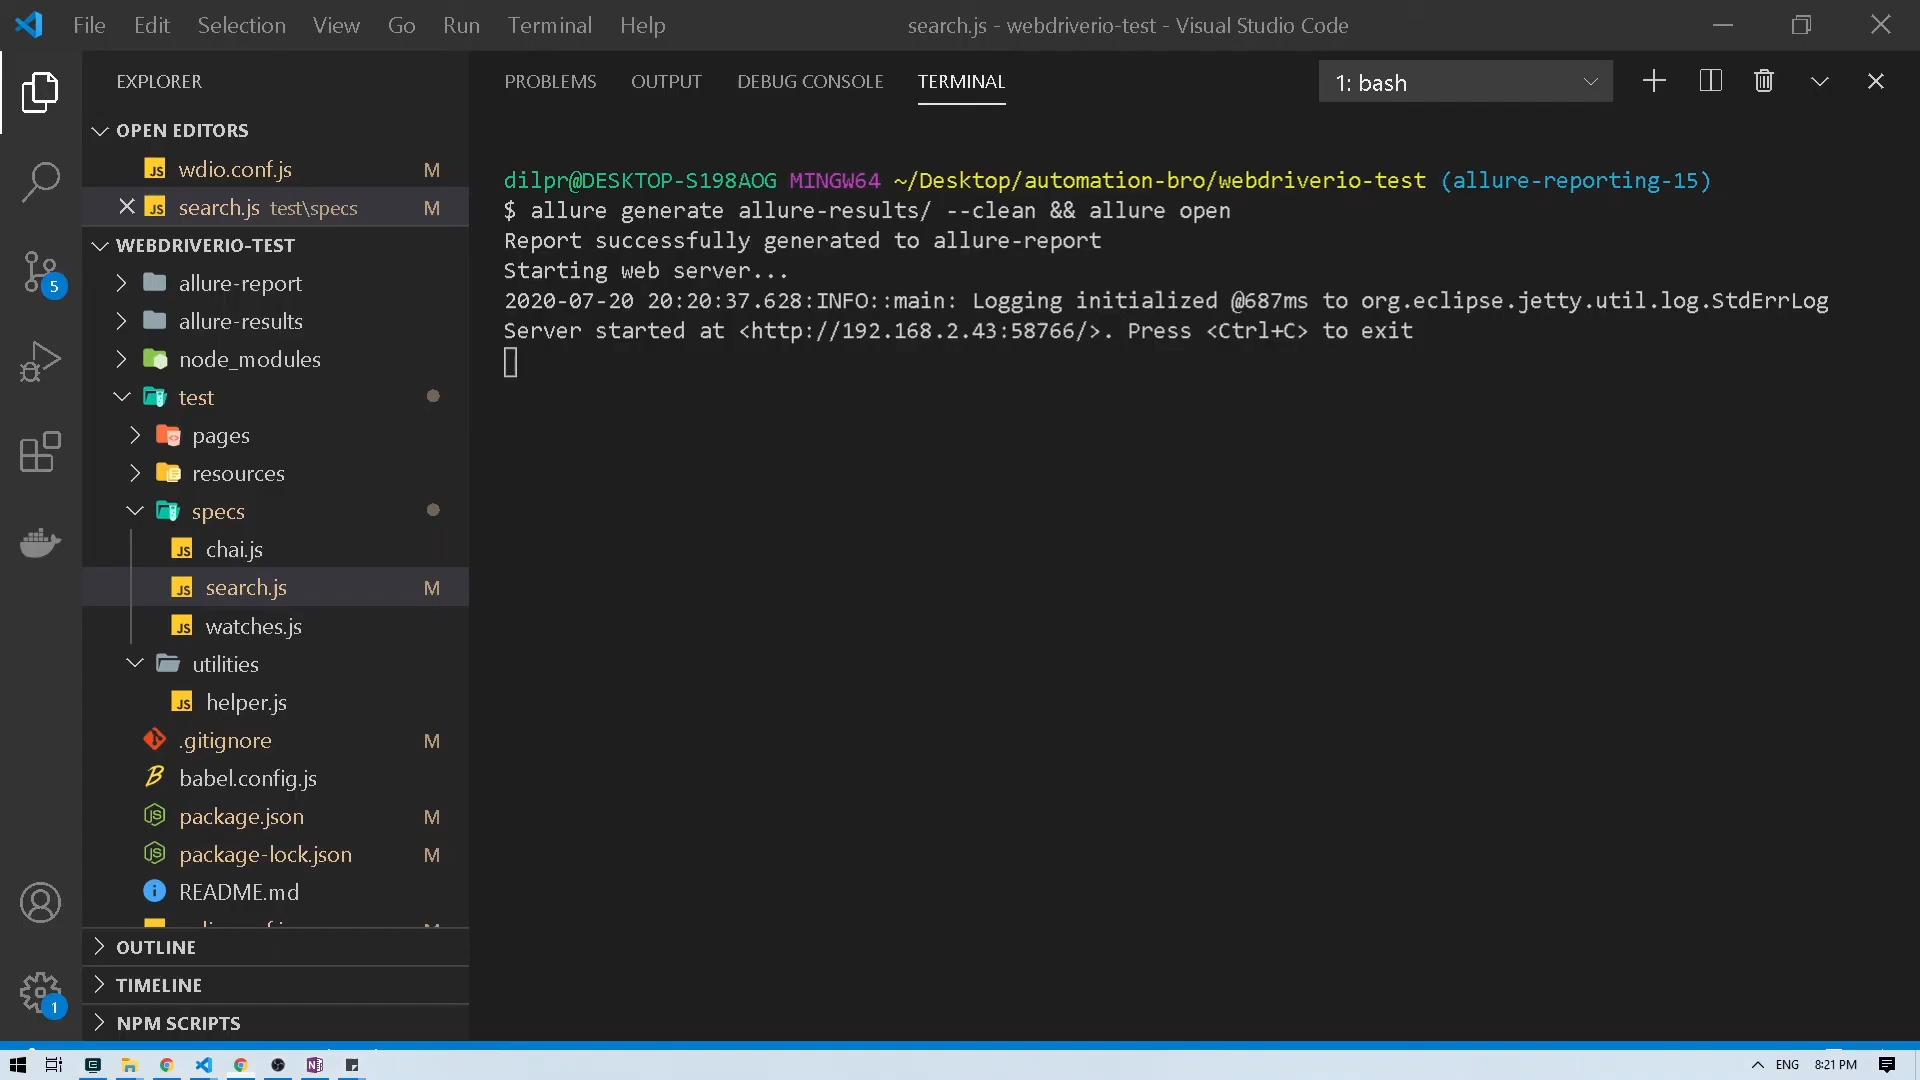 File Edit Selection View Go Run Terminal Help
search.js - webdriverio-test - Visual Studio Code
EXPLORER
OPEN EDITORS
JS wdio.conf.js M
JS search.js test\specs M
WEBDRIVERIO-TEST
allure-report
allure-results
node_modules
test
pages
resources
specs
JS chai.js
JS search.js M
JS watches.js
utilities
JS helper.js
.gitignore M
babel.config.js
package.json M
package-lock.json M
README.md
OUTLINE
TIMELINE
NPM SCRIPTS
5
1
PROBLEMS OUTPUT DEBUG CONSOLE TERMINAL
1: bash
dilpr@DESKTOP-S198AOG MINGW64 ~/Desktop/automation-bro/webdriverio-test (allure-reporting-15)
$ allure generate allure-results/ --clean && allure open
Report successfully generated to allure-report
Starting web server...
2020-07-20 20:20:37.628:INFO::main: Logging initialized @687ms to org.eclipse.jetty.util.log.StdErrLog
Server started at <http://192.168.2.43:58766/>. Press <Ctrl+C> to exit
ENG 8:21 PM